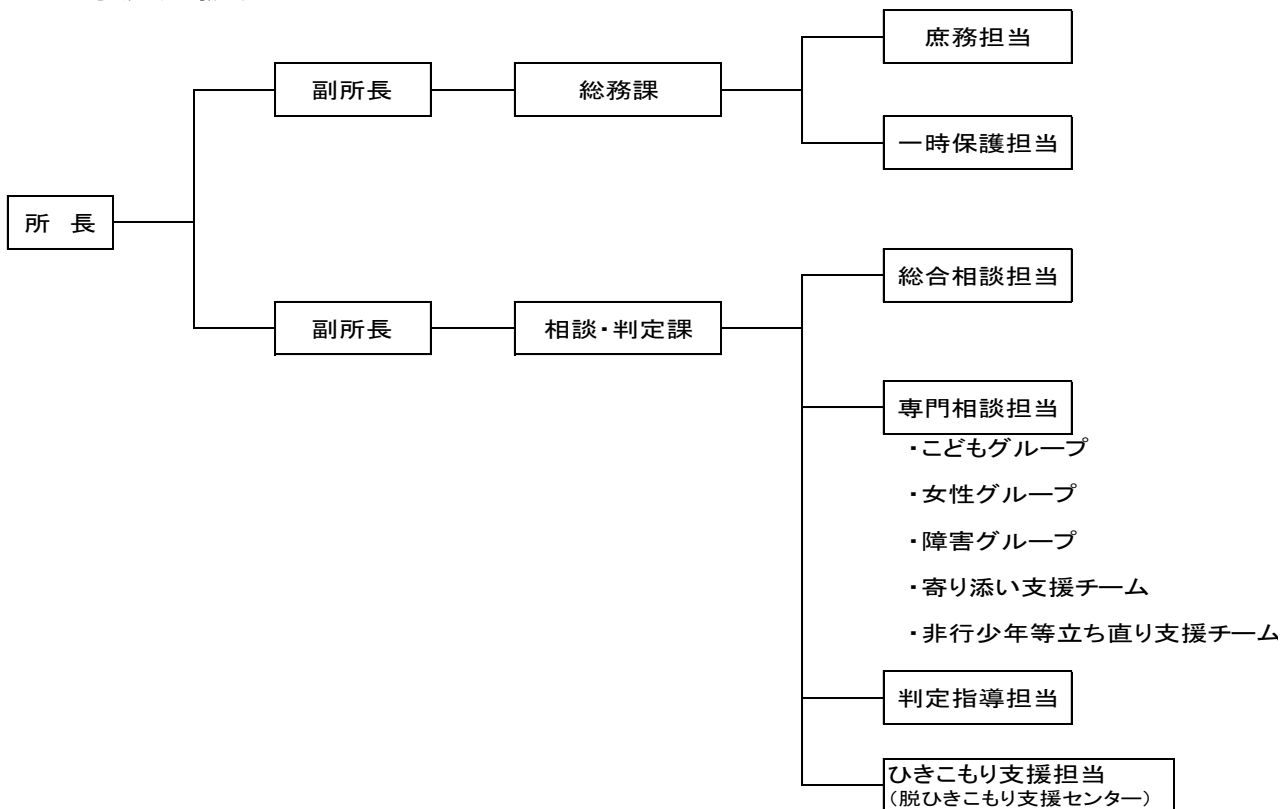 庶務担当
副所長
総務課
一時保護担当
所 長
総合相談担当
副所長
相談・判定課
専門相談担当
・こどもグループ
・女性グループ
・障害グループ
・寄り添い支援チーム
・非行少年等立ち直り支援チーム
判定指導担当
ひきこもり支援担当
(脱ひきこもり支援センター)